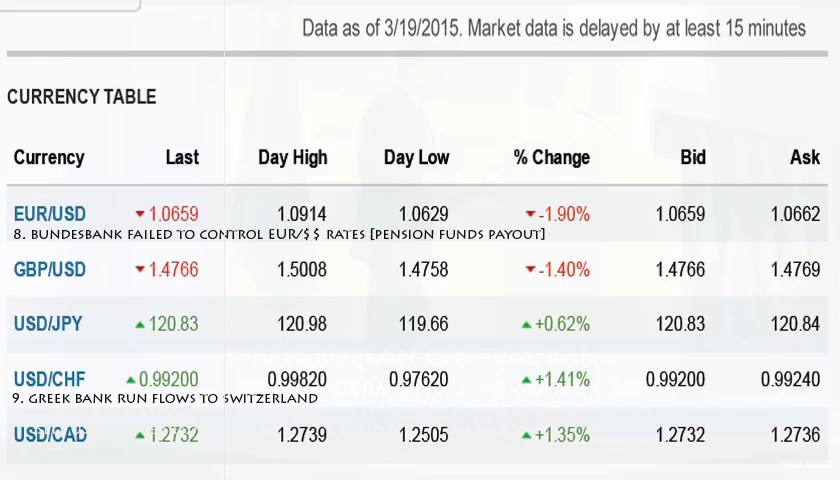 Data as of 3/19/2015. Market data is delayed by at least 15 minutes
CURRENCY TABLE
Currency Last Day High Day Low % Change Bid Ask
EUR/USD ▼1.0659 1.0914 1.0629 ▼-1.90% 1.0659 1.0662
8. BUNDESBANK FAILED TO CONTROL EUR/$$ RATES [PENSION FUNDS PAYOUT]
GBP/USD ▼1.4766 1.5008 1.4758 ▼-1.40% 1.4766 1.4769
USD/JPY ▲120.83 120.98 119.66 ▲+0.62% 120.83 120.84
THE EUROPEAN CENTRAL BANK
USD/CHF ▲0.99200 0.99820 0.97620 ▲+1.41% 0.99200 0.99240
9. GREEK BANK RUN FLOWS TO SWITZERLAND
USD/CAD ▲1.2732 1.2739 1.2505 ▲+1.35% 1.2732 1.2736